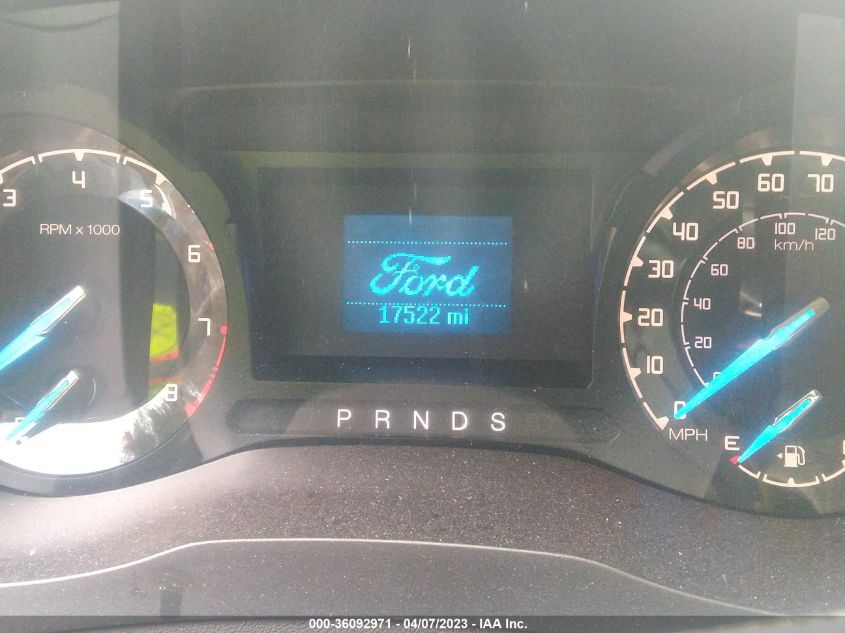 3 4 5 6 7 8
RPM x 1000
Ford
17522 mi
P R N D S
0 10 20 30 40 50 60 70
MPH
20 40 60 80 100 120
km/h
E
000-36092971 - 04/07/2023 - IAA Inc.